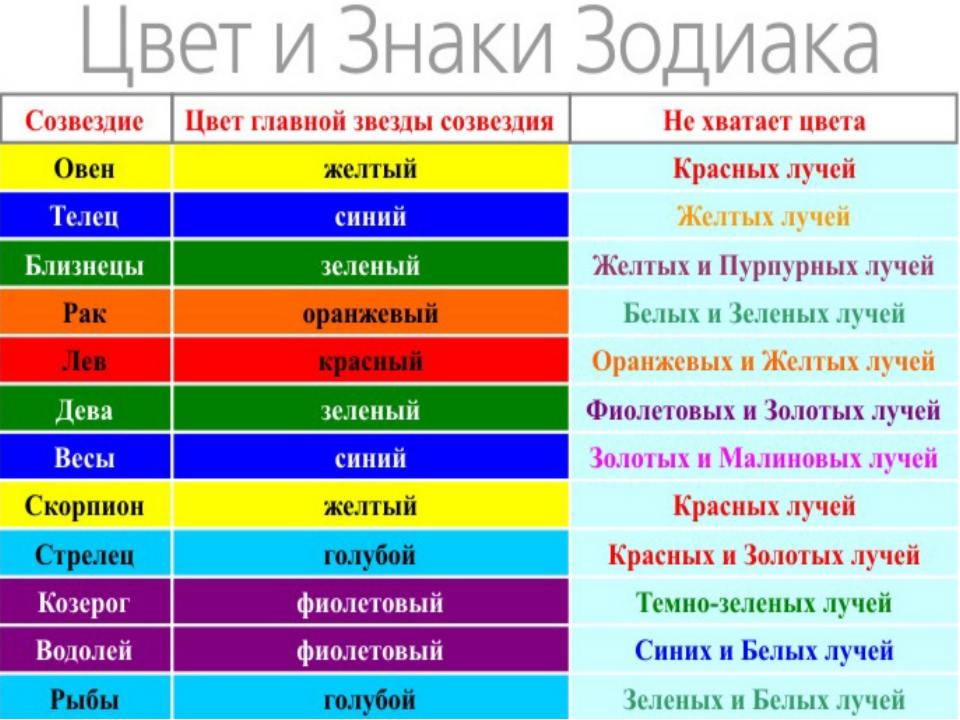 Цвет и Знаки Зодиака
Созвездие Цвет главной звезды созвездия Не хватает цвета
Овен желтый Красных лучей
Телец синий Желтых лучей
Близнецы зеленый Желтых и Пурпурных лучей
Рак оранжевый Белых и Зеленых лучей
Лев красный Оранжевых и Желтых лучей
Дева зеленый Фиолетовых и Золотых лучей
Весы синий Золотых и Малиновых лучей
Скорпион желтый Красных лучей
Стрелец голубой Красных и Золотых лучей
Козерог фиолетовый Темно-зеленых лучей
Водолей фиолетовый Синих и Белых лучей
Рыбы голубой Зеленых и Белых лучей